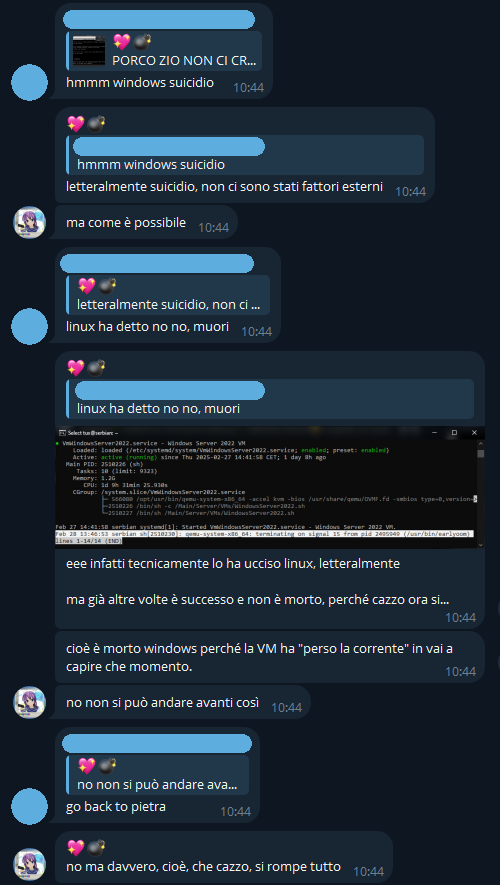 💖💣
PORCO ZIO NON CI CR...
hmmm windows suicidio
10:44
💖💣
hmmm windows suicidio
letteralmente suicidio, non ci sono stati fattori esterni
10:44
ma come è possibile
10:44
💖💣
letteralmente suicidio, non ci ...
linux ha detto no no, muori
10:44
💖💣
linux ha detto no no, muori
VmWindowsServer2022.service - Windows Server 2022 VM
Loaded: loaded (/etc/systemd/system/VmWindowsServer2022.service; enabled; preset: enabled)
Active: active (running) since Thu 2025-02-27 14:41:58 CET; 1 day 0h ago
Main PID: 2510226 (sh)
Tasks: 10 (limit: 9323)
Memory: 1.2G
CPU: 1d 9h 31min 25.930s
CGroup: /system.slice/VmWindowsServer2022.service
├─ 566080 /opt/usr/bin/qemu-system-x86_64 -accel kvm -bios /usr/share/qemu/OVMF.fd -smbios type=0,version=
├─2510226 /bin/sh -c /Main/Server/VMs/WindowsServer2022.sh
└─2510227 /bin/sh /Main/Server/VMs/WindowsServer2022.sh
Feb 27 14:41:58 serbian systemd[1]: Started VmWindowsServer2022.service - Windows Server 2022 VM.
Feb 28 13:46:53 serbian sh[2510230]: qemu-system-x86_64: terminating on signal 15 from pid 2495949 (/usr/bin/earlyoom)
lines 1-14/14 (END)
eee infatti tecnicamente lo ha ucciso linux, letteralmente
ma già altre volte è successo e non è morto, perché cazzo ora si...
10:44
cioè è morto windows perché la VM ha "perso la corrente" in vai a
capire che momento.
10:44
no non si può andare avanti così
10:44
💖💣
no non si può andare ava...
go back to pietra
10:44
💖💣
no ma davvero, cioè, che cazzo, si rompe tutto
10:44